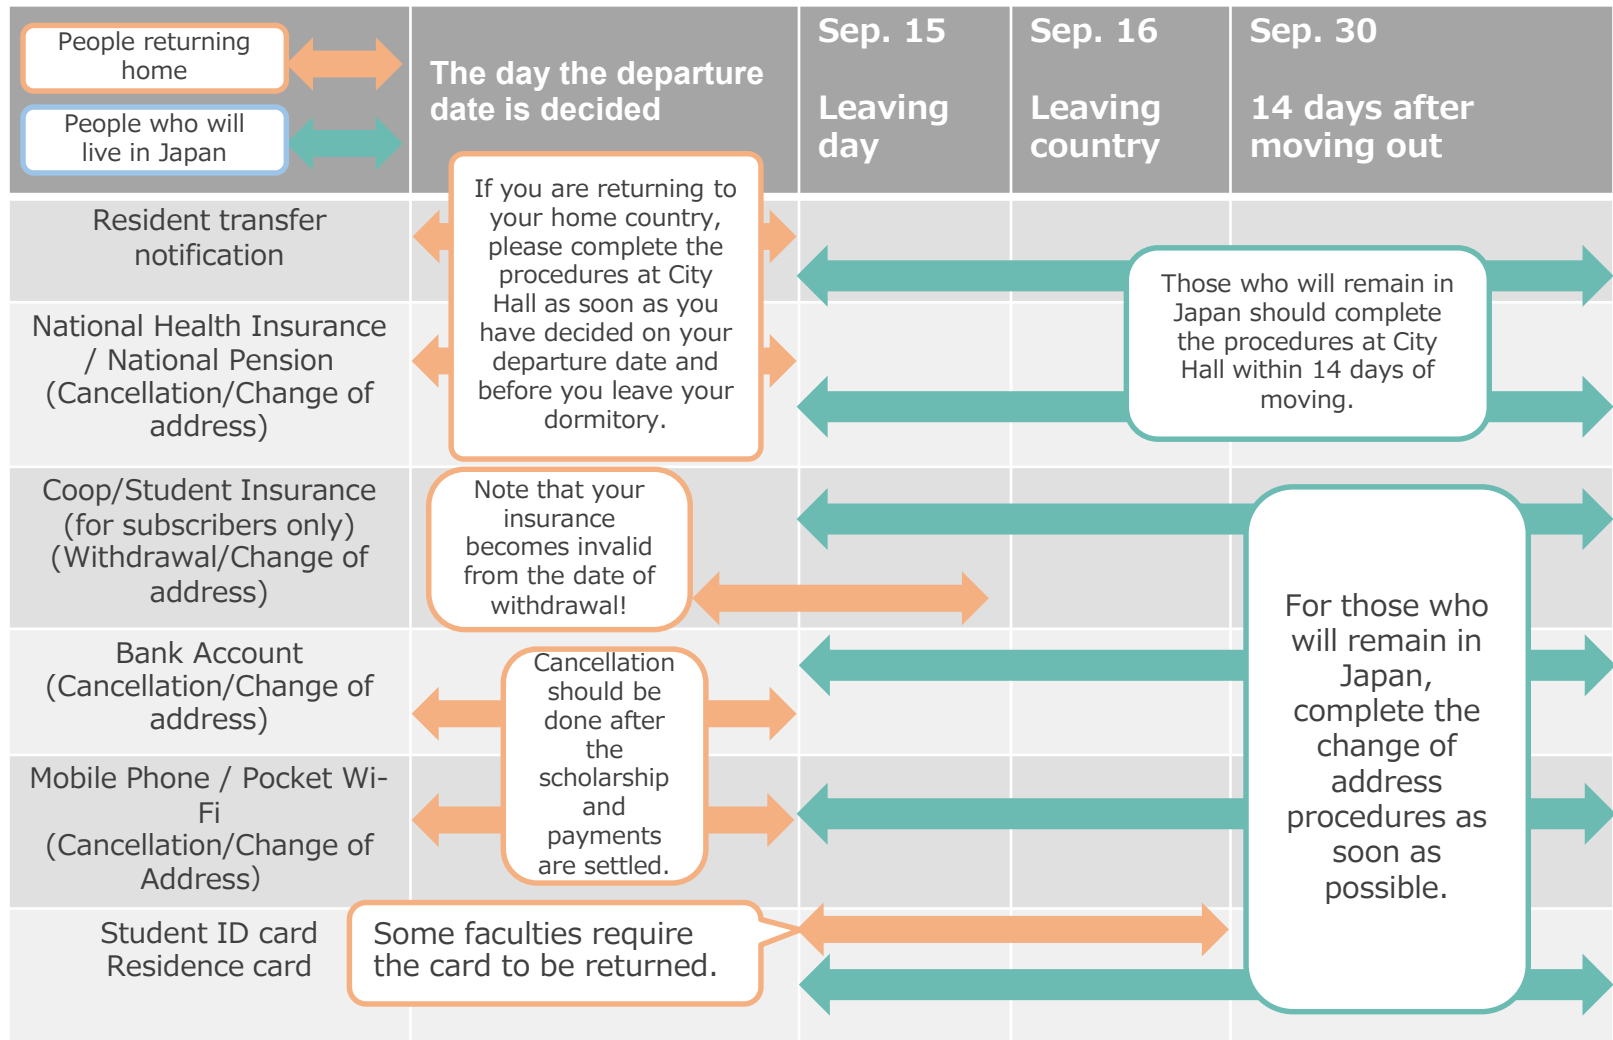 People returning
home
People who will
live in Japan
The day the departure
date is decided
Sep. 15
Leaving
day
Sep. 16
Leaving
country
Sep. 30
14 days after
moving out
Resident transfer
notification
If you are returning to
your home country,
please complete the
procedures at City
Hall as soon as you
have decided on your
departure date and
before you leave your
dormitory.
Those who will remain in
Japan should complete
the procedures at City
Hall within 14 days of
moving.
National Health Insurance
/ National Pension
(Cancellation/Change of
address)
Coop/Student Insurance
(for subscribers only)
(Withdrawal/Change of
address)
Note that your
insurance
becomes invalid
from the date of
withdrawal!
For those who
will remain in
Japan,
complete the
change of
address
procedures as
soon as
possible.
Bank Account
(Cancellation/Change of
address)
Cancellation
should be
done after
the
scholarship
and
payments
are settled.
Mobile Phone / Pocket Wi-
Fi
(Cancellation/Change of
Address)
Student ID card
Residence card
Some faculties require
the card to be returned.